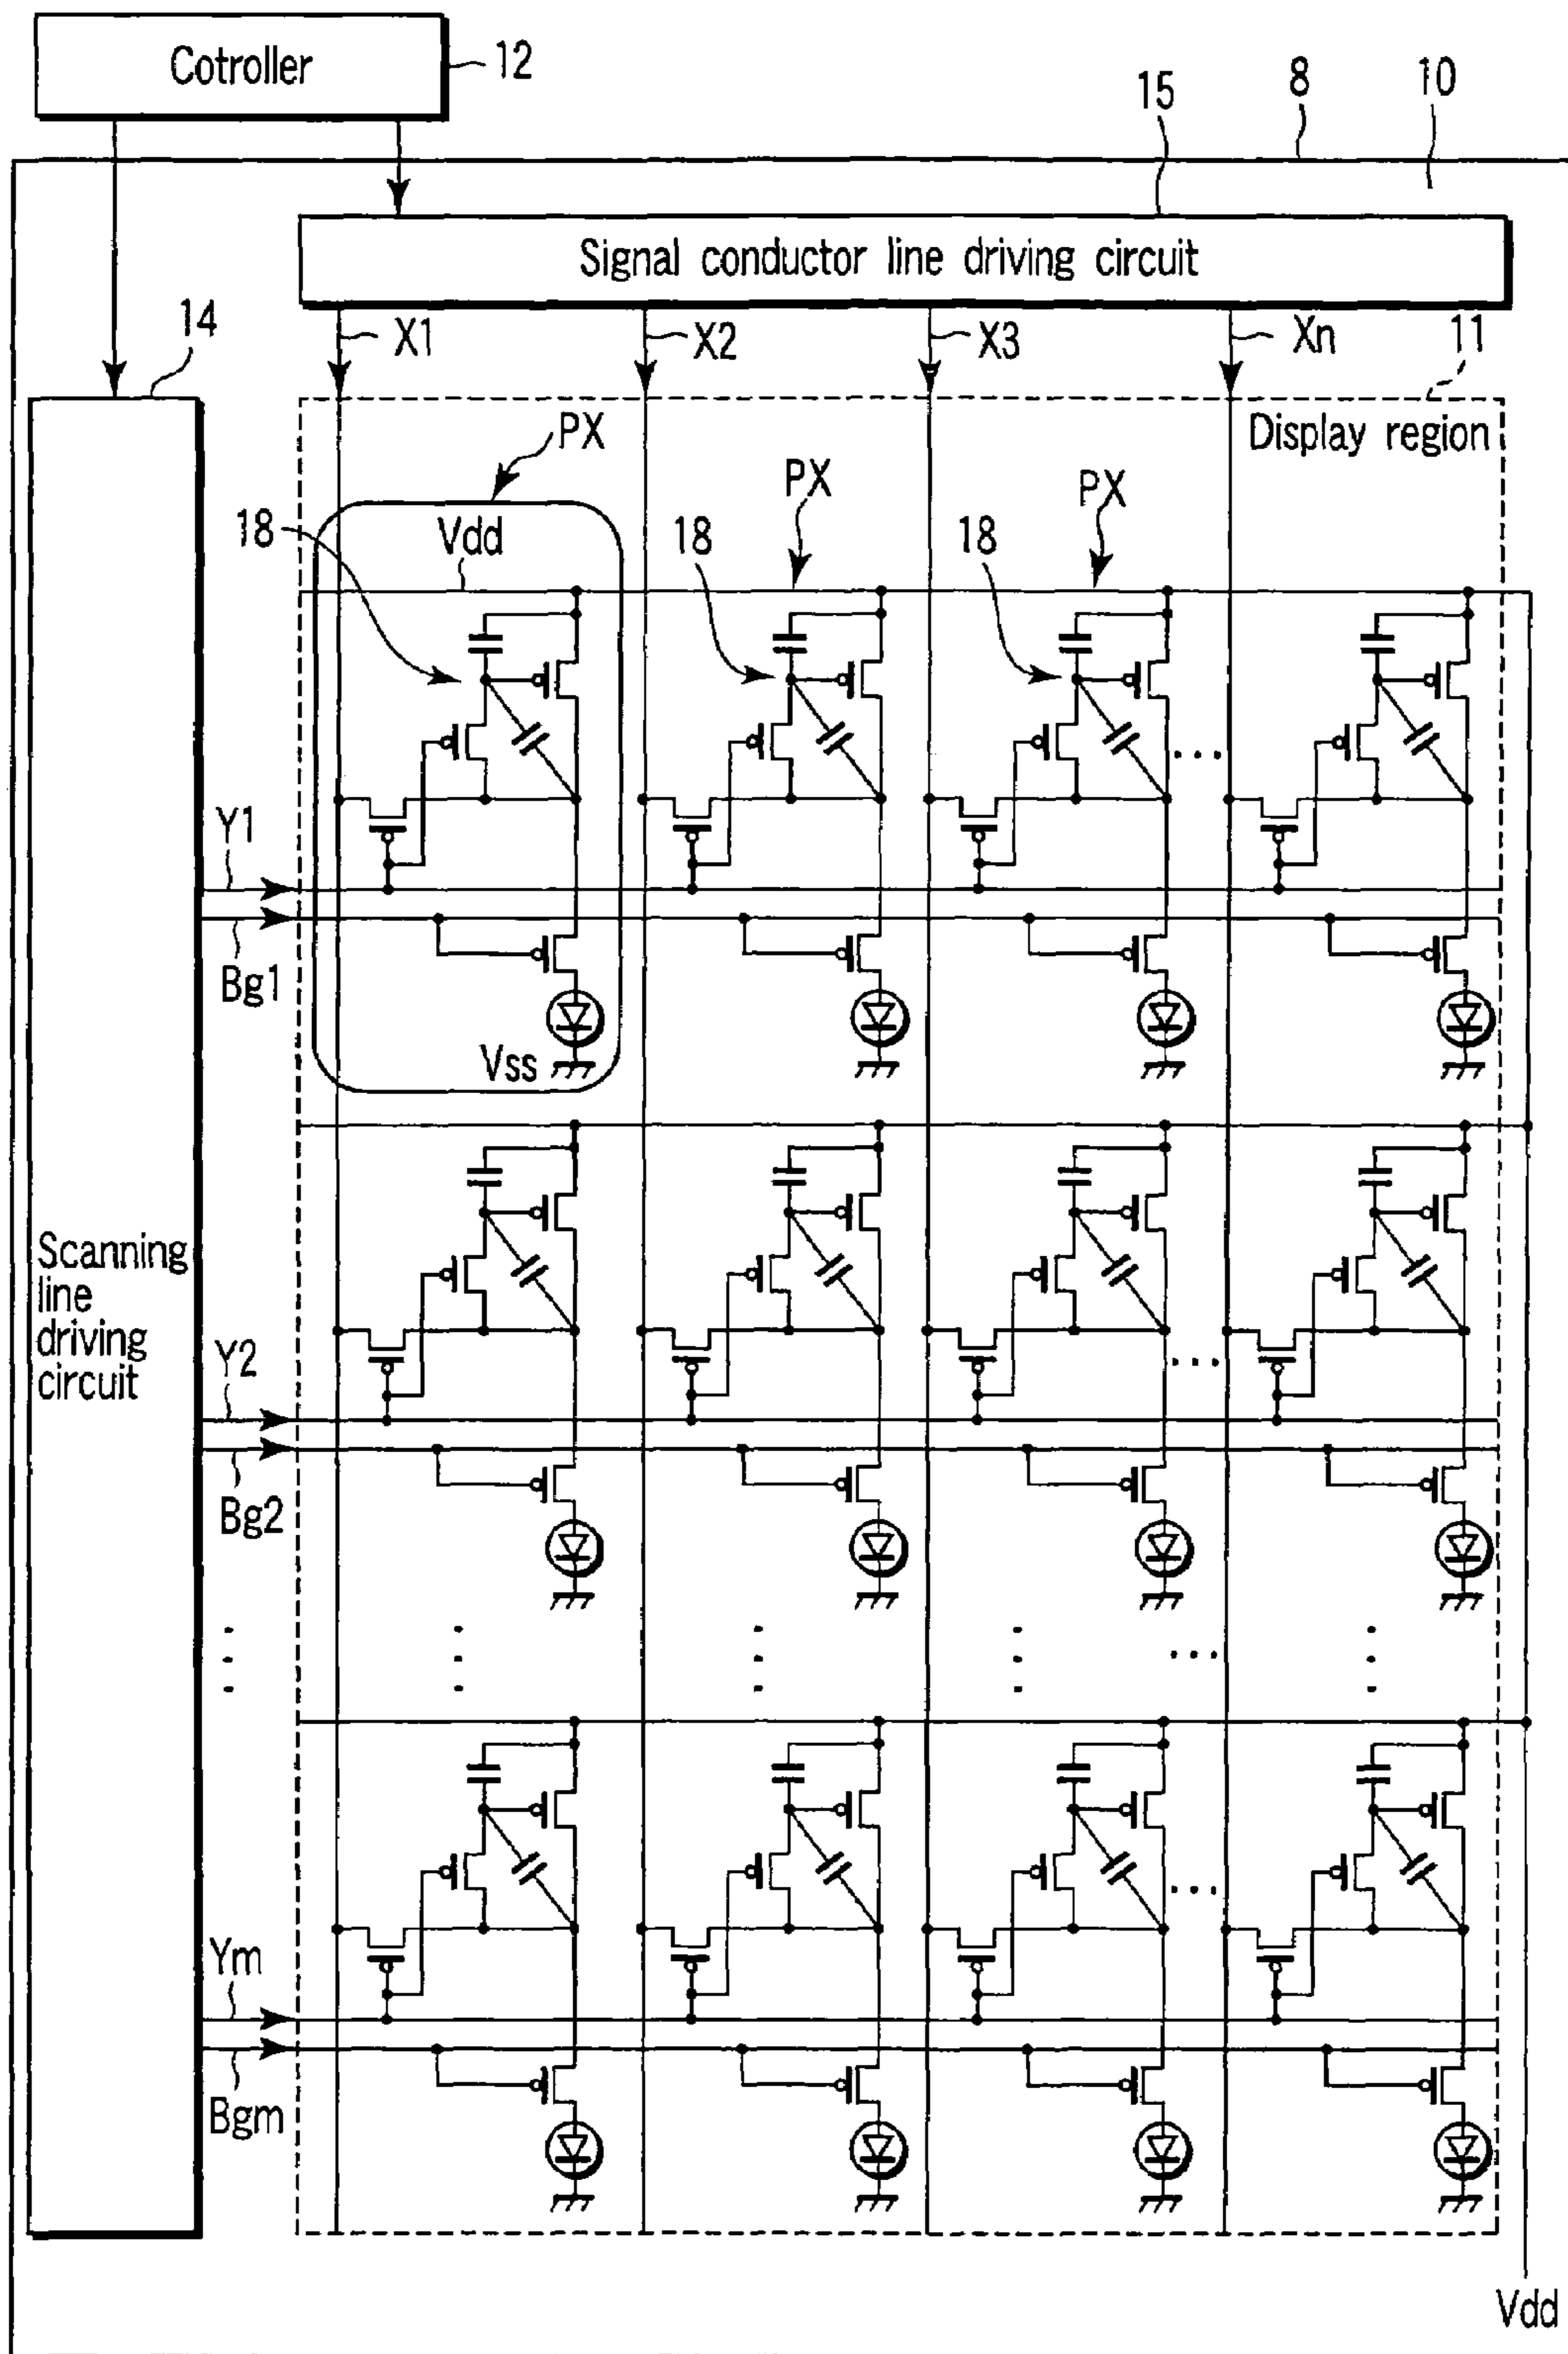 Cotroller
12
8
10
15
Signal conductor line driving circuit
14
X1
X2
X3
Xn
11
Display region
PX
PX
PX
18
Vdd
18
18
Y1
Bg1
Vss
Scanning
line
driving
circuit
Y2
Bg2
Ym
Bgm
Vdd